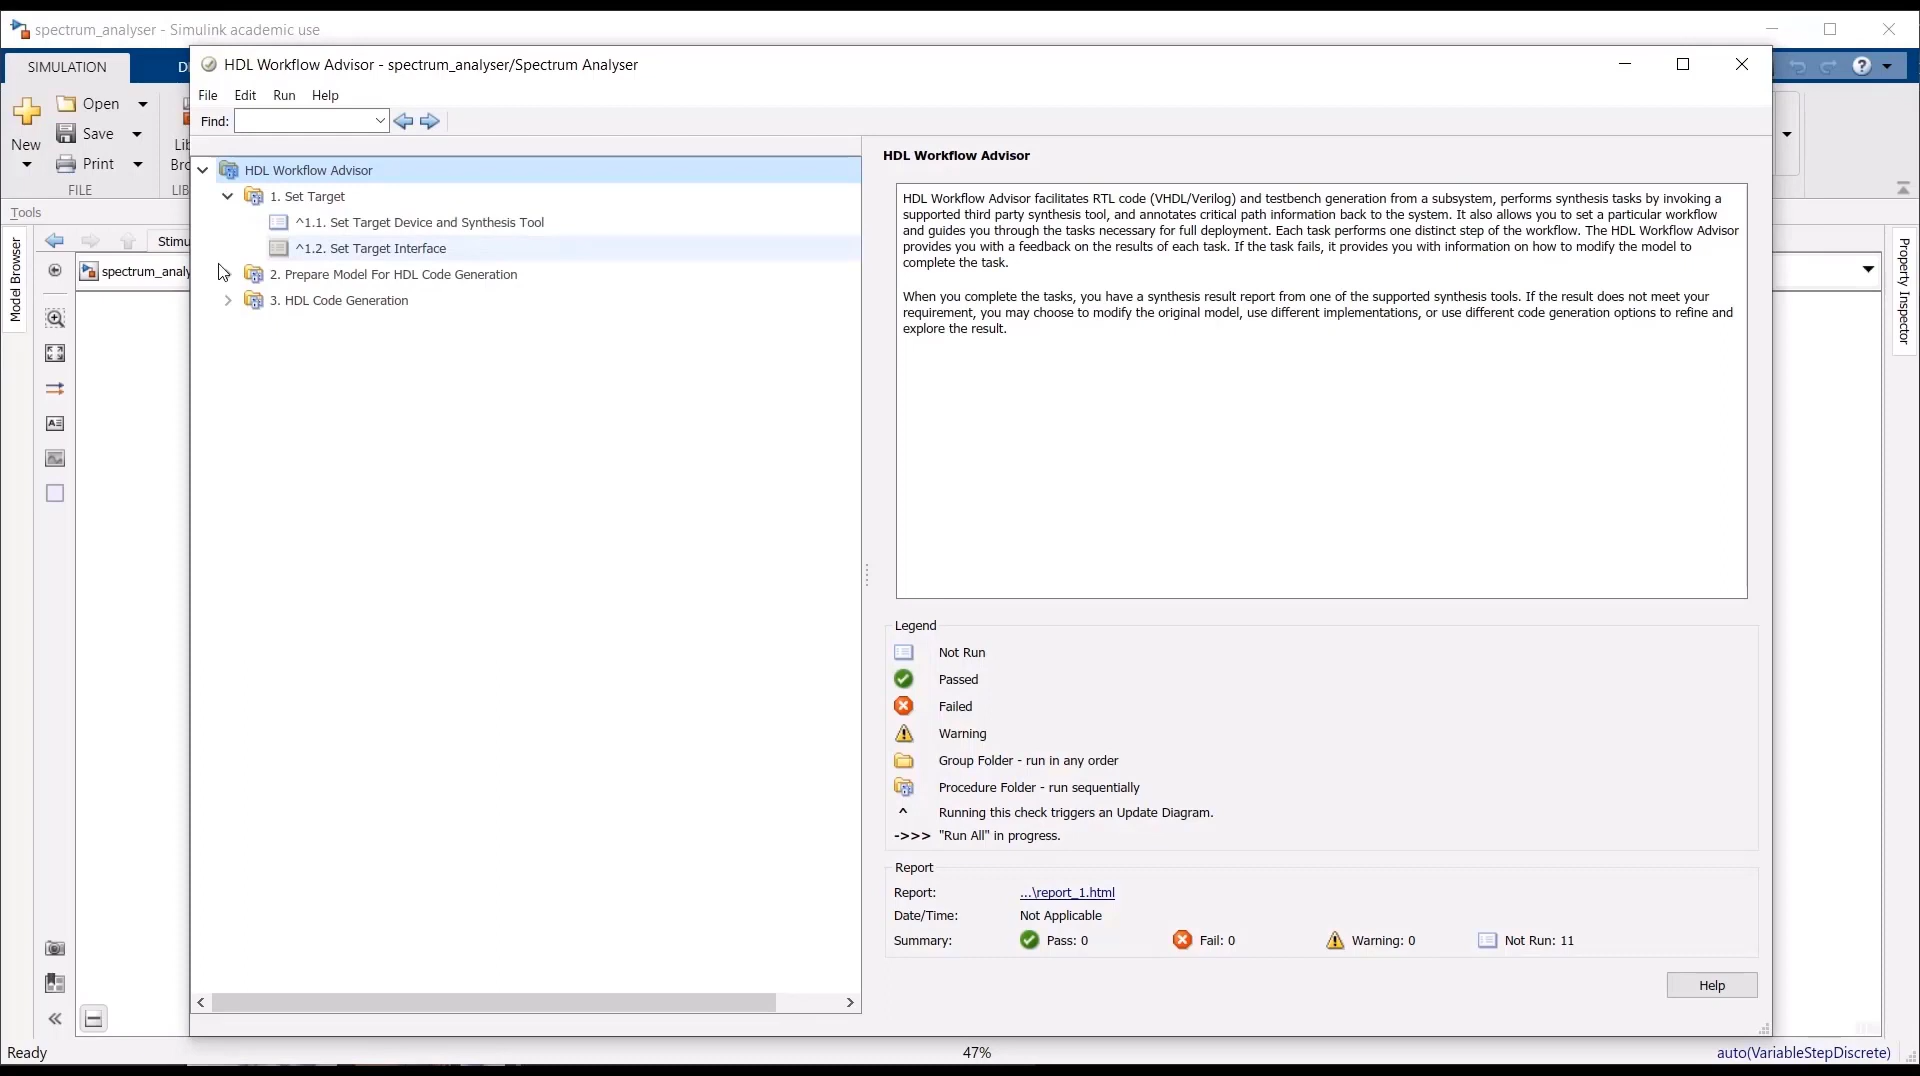 spectrum_analyser - Simulink academic use
SIMULATION
D
New
Open
Save
Print
FILE
Lib
Bro
LIB
Tools
Model Browser
Stimu
spectrum_analy
Property Inspector
HDL Workflow Advisor - spectrum_analyser/Spectrum Analyser
File Edit Run Help
Find:
HDL Workflow Advisor
1. Set Target
^1.1. Set Target Device and Synthesis Tool
^1.2. Set Target Interface
2. Prepare Model For HDL Code Generation
3. HDL Code Generation
HDL Workflow Advisor
HDL Workflow Advisor facilitates RTL code (VHDL/Verilog) and testbench generation from a subsystem, performs synthesis tasks by invoking a
supported third party synthesis tool, and annotates critical path information back to the system. It also allows you to set a particular workflow
and guides you through the tasks necessary for full deployment. Each task performs one distinct step of the workflow. The HDL Workflow Advisor
provides you with a feedback on the results of each task. If the task fails, it provides you with information on how to modify the model to
complete the task.
When you complete the tasks, you have a synthesis result report from one of the supported synthesis tools. If the result does not meet your
requirement, you may choose to modify the original model, use different implementations, or use different code generation options to refine and
explore the result.
Legend
Not Run
Passed
Failed
Warning
Group Folder - run in any order
Procedure Folder - run sequentially
^ Running this check triggers an Update Diagram.
->>> "Run All" in progress.
Report
Report: ...\report_1.html
Date/Time: Not Applicable
Summary: Pass: 0 Fail: 0 Warning: 0 Not Run: 11
Help
Ready 47% auto(VariableStepDiscrete)